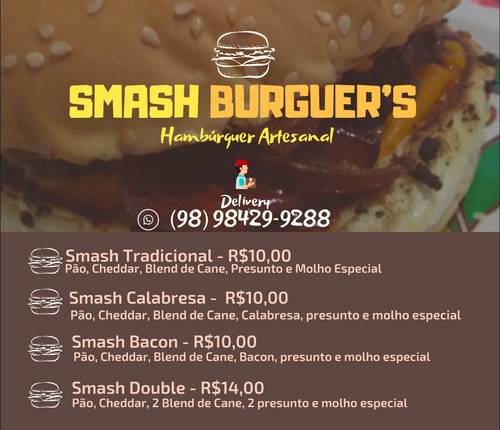 SMASH BURGUER'S
Hambúrguer Artesanal
Delivery
(98) 98429-9288
Smash Tradicional - R$10,00
Pão, Cheddar, Blend de Cane, Presunto e Molho Especial
Smash Calabresa - R$10,00
Pão, Cheddar, Blend de Cane, Calabresa, presunto e molho especial
Smash Bacon - R$10,00
Pão, Cheddar, Blend de Cane, Bacon, presunto e molho especial
Smash Double - R$14,00
Pão, Cheddar, 2 Blend de Cane, 2 presunto e molho especial